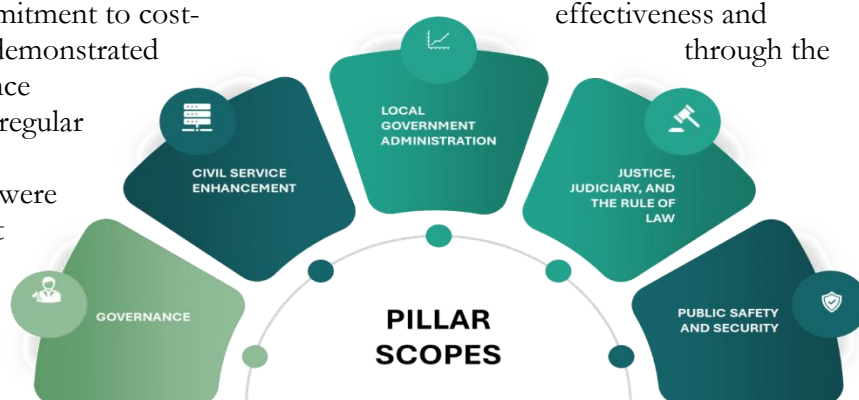 mitment to cost-
effectiveness and
demonstrated
through the
nce
regular
were
LOCAL
GOVERNMENT
ADMINISTRATION
CIVIL SERVICE
ENHANCEMENT
JUSTICE,
JUDICIARY, AND
THE RULE OF
LAW
GOVERNANCE
PUBLIC SAFETY
AND SECURITY
PILLAR
SCOPES